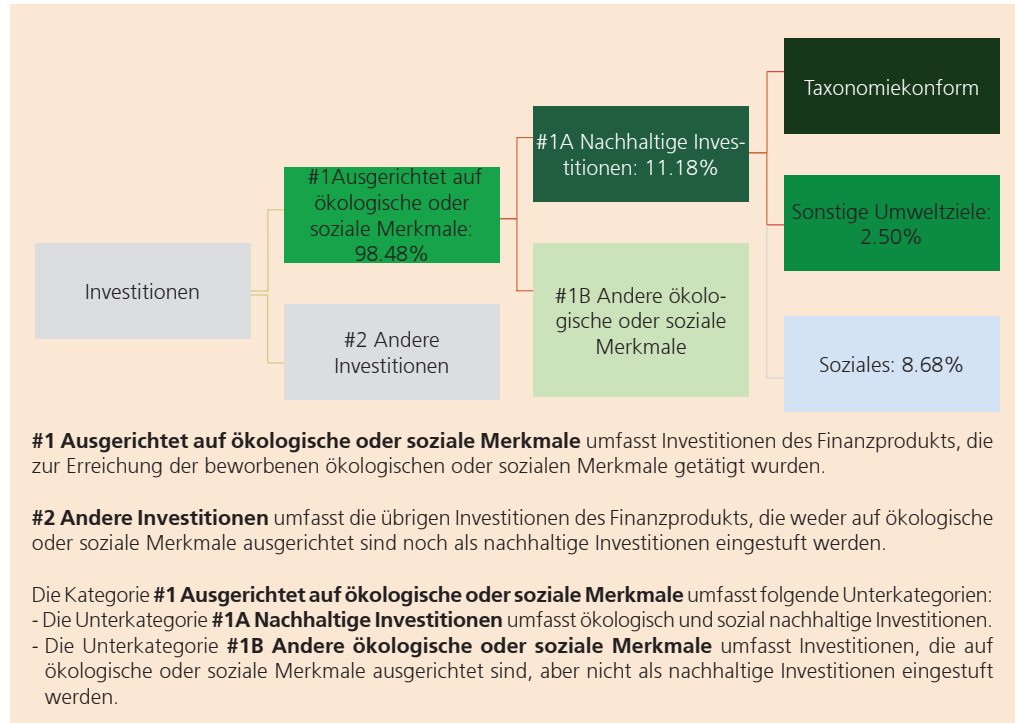 Investitionen
#1Ausgerichtet auf
ökologische oder
soziale Merkmale:
98.48%
#2 Andere
Investitionen
#1A Nachhaltige Inves-
titionen: 11.18%
#1B Andere ökolo-
gische oder soziale
Merkmale
Taxonomiekonform
Sonstige Umweltziele:
2.50%
Soziales: 8.68%
#1 Ausgerichtet auf ökologische oder soziale Merkmale umfasst Investitionen des Finanzprodukts, die
zur Erreichung der beworbenen ökologischen oder sozialen Merkmale getätigt wurden.
#2 Andere Investitionen umfasst die übrigen Investitionen des Finanzprodukts, die weder auf ökologische
oder soziale Merkmale ausgerichtet sind noch als nachhaltige Investitionen eingestuft werden.
Die Kategorie #1 Ausgerichtet auf ökologische oder soziale Merkmale umfasst folgende Unterkategorien:
- Die Unterkategorie #1A Nachhaltige Investitionen umfasst ökologisch und sozial nachhaltige Investitionen.
- Die Unterkategorie #1B Andere ökologische oder soziale Merkmale umfasst Investitionen, die auf
ökologische oder soziale Merkmale ausgerichtet sind, aber nicht als nachhaltige Investitionen eingestuft
werden.